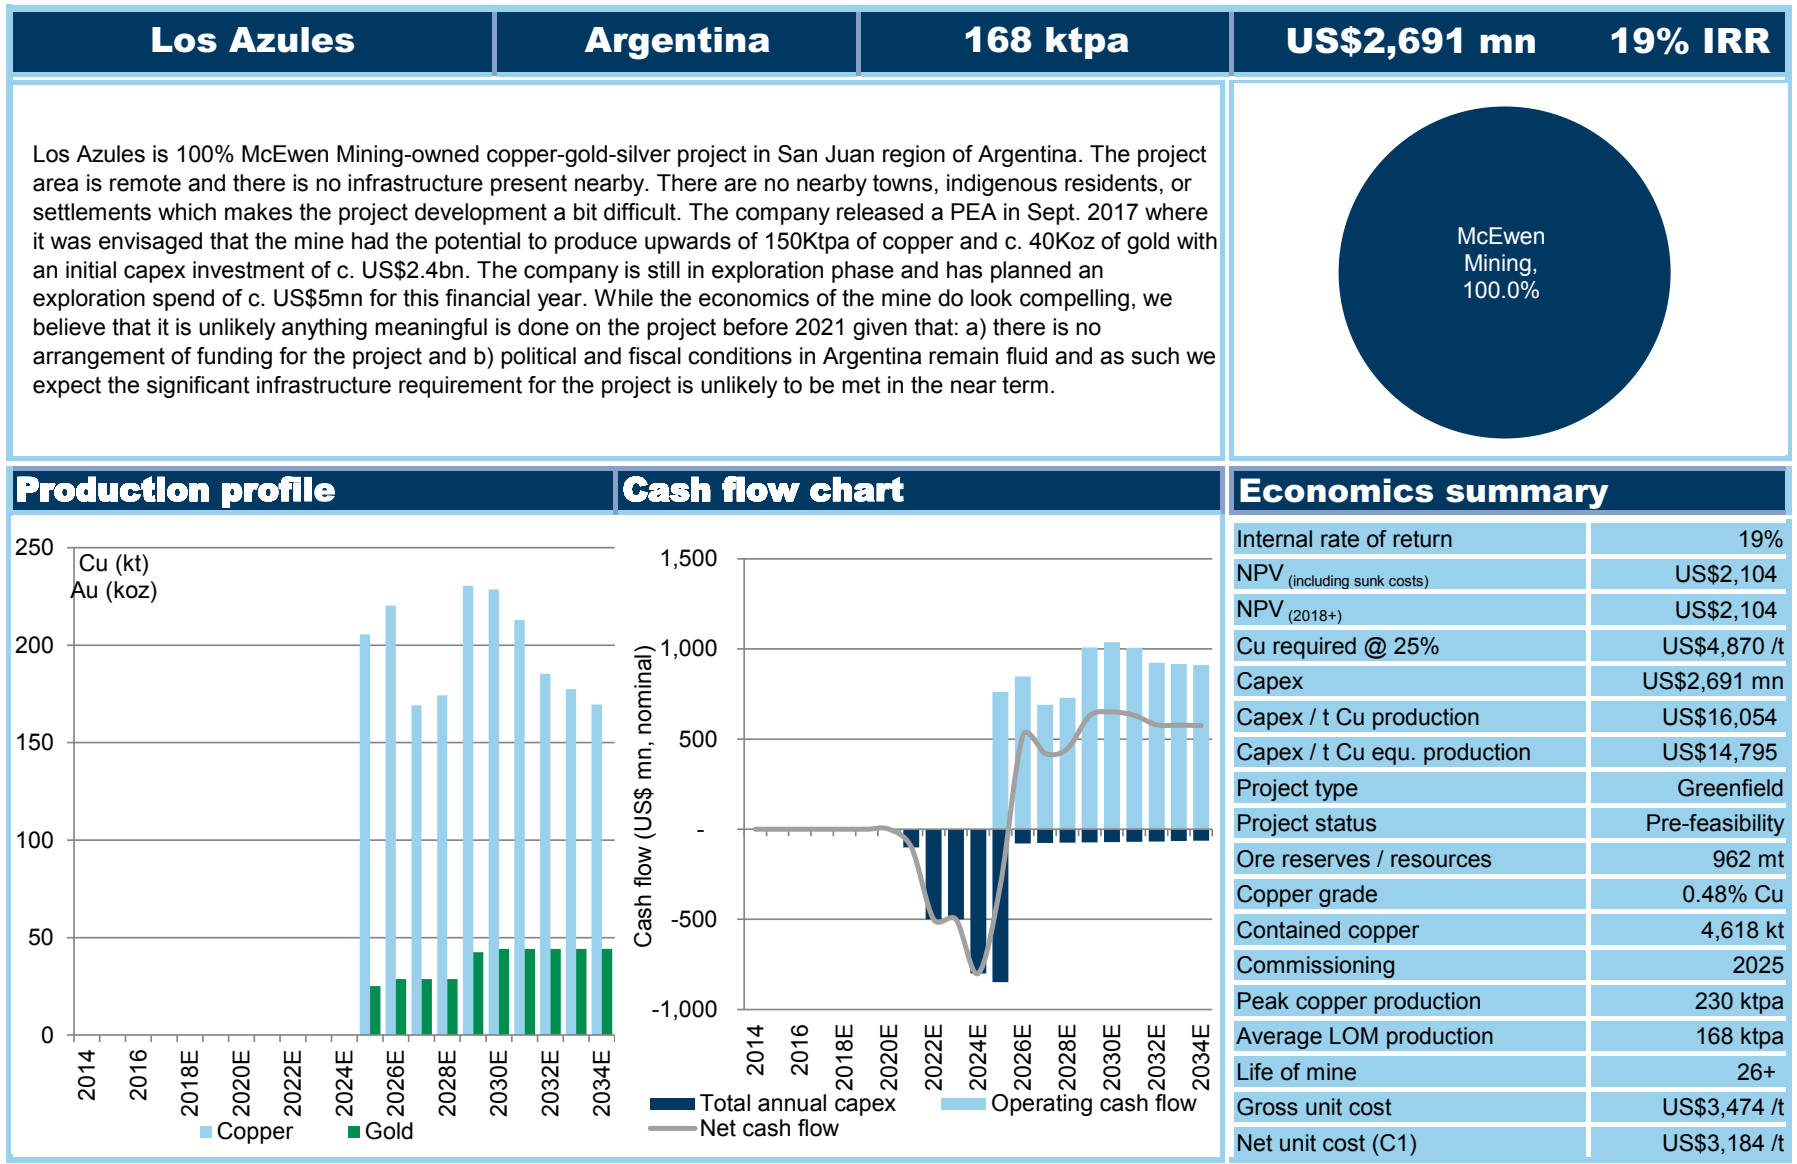 Los Azules
Argentina
168 ktpa
US$2,691 mn
19% IRR
Los Azules is 100% McEwen Mining-owned copper-gold-silver project in San Juan region of Argentina. The project
area is remote and there is no infrastructure present nearby. There are no nearby towns, indigenous residents, or
settlements which makes the project development a bit difficult. The company released a PEA in Sept. 2017 where
it was envisaged that the mine had the potential to produce upwards of 150Ktpa of copper and c. 40Koz of gold with
an initial capex investment of c. US$2.4bn. The company is still in exploration phase and has planned an
exploration spend of c. US$5mn for this financial year. While the economics of the mine do look compelling, we
believe that it is unlikely anything meaningful is done on the project before 2021 given that: a) there is no
arrangement of funding for the project and b) political and fiscal conditions in Argentina remain fluid and as such we
expect the significant infrastructure requirement for the project is unlikely to be met in the near term.
McEwen
Mining,
100.0%
Production profile
250
200
150
100
50
0
Cu (kt)
Au (koz)
2014
2016
2018E
2020E
2022E
2024E
2026E
2028E
2030E
2032E
2034E
Copper
Gold
Cash flow chart
Cash flow (US$ mn, nominal)
1,500
1,000
500
-
-500
-1,000
2014
2016
2018E
2020E
2022E
2024E
2026E
2028E
2030E
2032E
2034E
Total annual capex
Operating cash flow
Net cash flow
Economics summary
Internal rate of return 19%
NPV (including sunk costs) US$2,104
NPV (2018+) US$2,104
Cu required @ 25% US$4,870 /t
Capex US$2,691 mn
Capex / t Cu production US$16,054
Capex / t Cu equ. production US$14,795
Project type Greenfield
Project status Pre-feasibility
Ore reserves / resources 962 mt
Copper grade 0.48% Cu
Contained copper 4,618 kt
Commissioning 2025
Peak copper production 230 ktpa
Average LOM production 168 ktpa
Life of mine 26+
Gross unit cost US$3,474 /t
Net unit cost (C1) US$3,184 /t